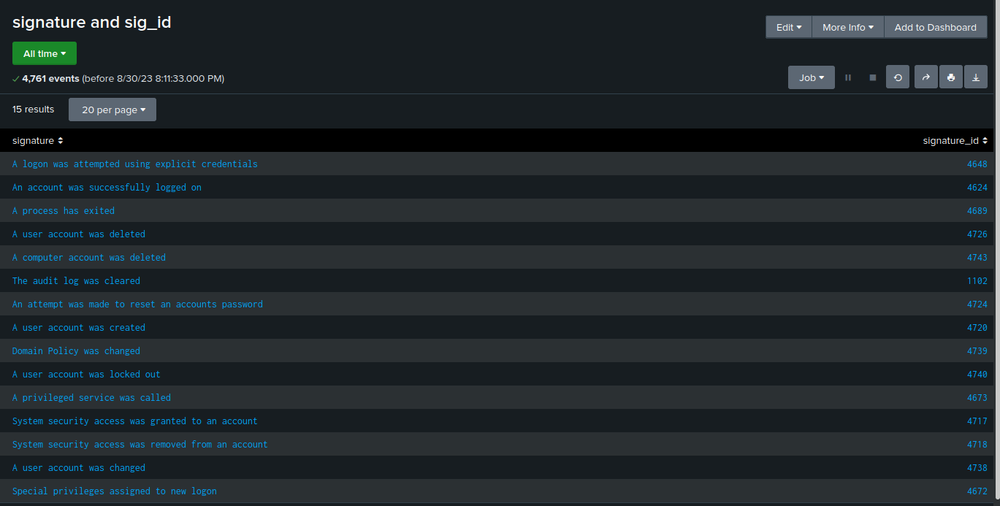 signature and sig_id
Edit More Info Add to Dashboard
All time
4,761 events (before 8/30/23 8:11:33.000 PM)
Job
15 results 20 per page
signature signature_id
A logon was attempted using explicit credentials 4648
An account was successfully logged on 4624
A process has exited 4689
A user account was deleted 4726
A computer account was deleted 4743
The audit log was cleared 1102
An attempt was made to reset an accounts password 4724
A user account was created 4720
Domain Policy was changed 4739
A user account was locked out 4740
A privileged service was called 4673
System security access was granted to an account 4717
System security access was removed from an account 4718
A user account was changed 4738
Special privileges assigned to new logon 4672